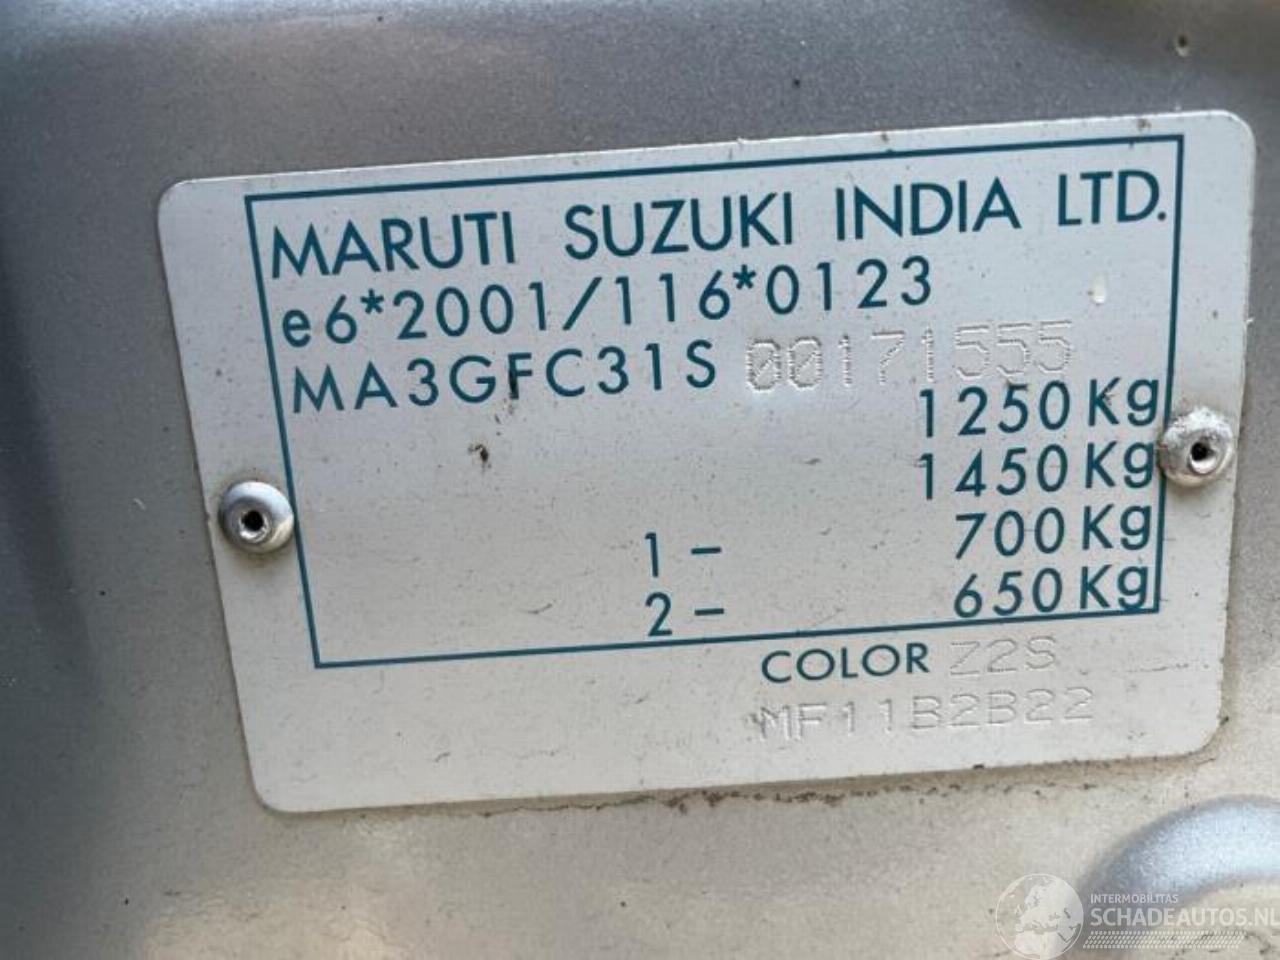 MARUTI SUZUKI INDIA LTD.
e6*2001/116*0123
MA3GFC31S 00171555
1250 Kg
1450 Kg
1 – 700 Kg
2 – 650 Kg
COLOR Z2S
MF11B2B22
INTERMOBILITAS
SCHADEAUTOS.NL